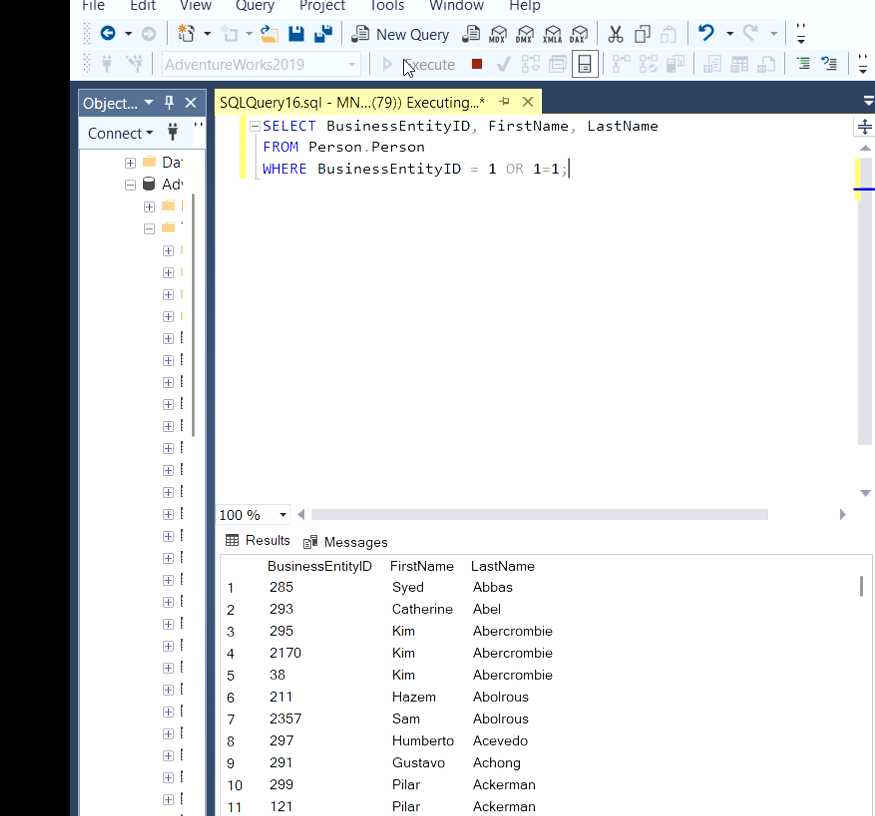 File Edit View Query Project Tools Window Help
New Query MDX DMX XMLA DAX
AdventureWorks2019 Execute
Object... SQLQuery16.sql - MN...(79)) Executing...*
Connect
SELECT BusinessEntityID, FirstName, LastName
FROM Person.Person
WHERE BusinessEntityID = 1 OR 1=1;
100 %
Results Messages
BusinessEntityID FirstName LastName
1 285 Syed Abbas
2 293 Catherine Abel
3 295 Kim Abercrombie
4 2170 Kim Abercrombie
5 38 Kim Abercrombie
6 211 Hazem Abolrous
7 2357 Sam Abolrous
8 297 Humberto Acevedo
9 291 Gustavo Achong
10 299 Pilar Ackerman
11 121 Pilar Ackerman